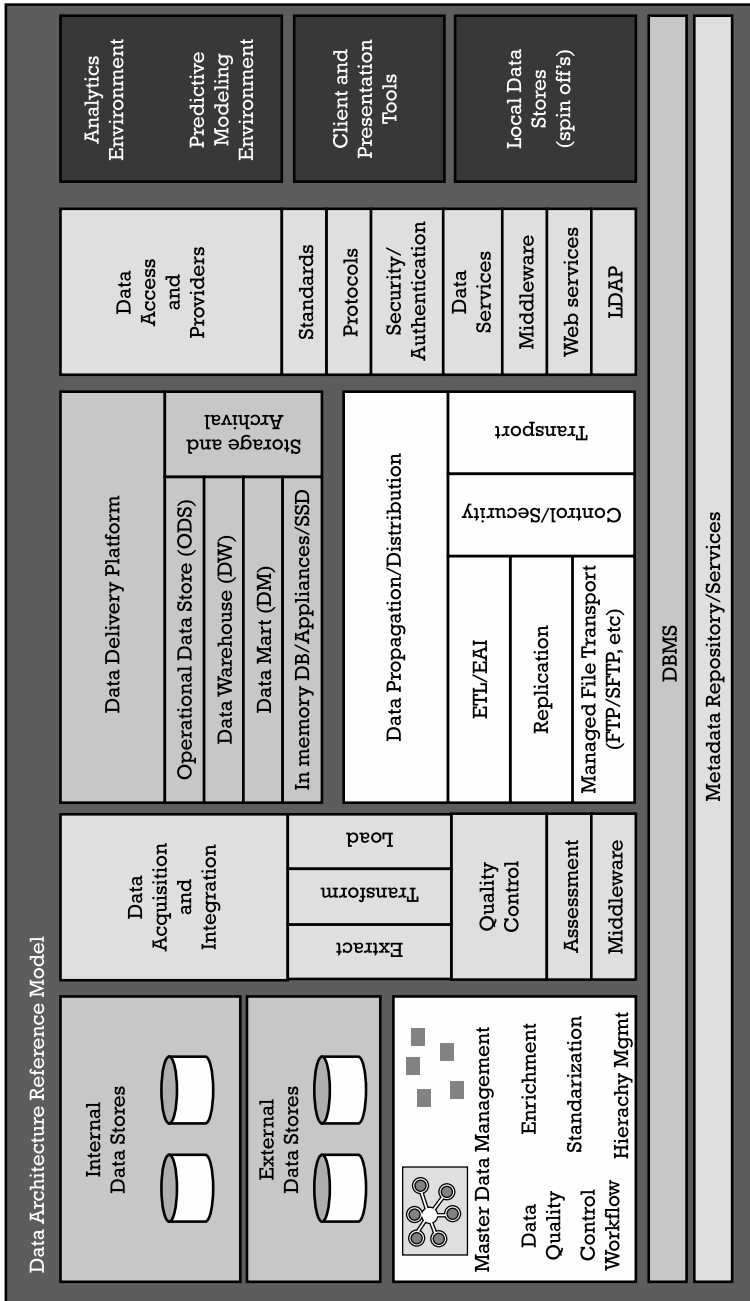 Data Architecture Reference Model
Internal
Data Stores
External
Data Stores
Master Data Management
Data
Quality
Control
Workflow
Enrichment
Standarization
Hierachy Mgmt
Data
Acquisition
and
Integration
Extract
Transform
Load
Quality
Control
Assessment
Middleware
Data Delivery Platform
Operational Data Store (ODS)
Data Warehouse (DW)
Data Mart (DM)
In memory DB/Appliances/SSD
Storage and
Archival
Data Propagation/Distribution
ETL/EAI
Replication
Managed File Transport
(FTP/SFTP, etc)
Control/Security
Transport
Data
Access
and
Providers
Standards
Protocols
Security/
Authentication
Data
Services
Middleware
Web services
LDAP
Analytics
Environment
Predictive
Modeling
Environment
Client and
Presentation
Tools
Local Data
Stores
(spin off's)
DBMS
Metadata Repository/Services